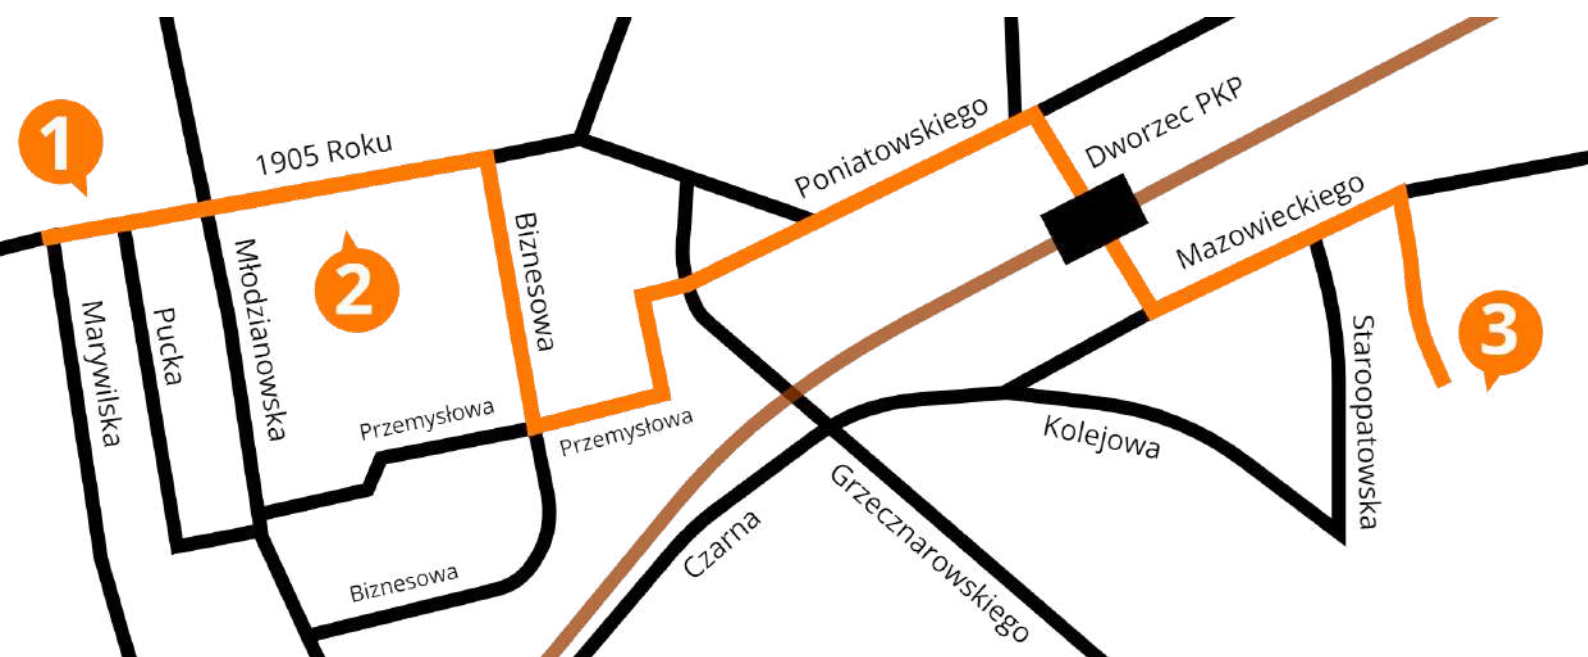 1
1905 Roku
Poniatowskiego
Dworzec PKP
Mazowieckiego
2
Biznesowa
Młodzianowska
Pucka
Marywilska
3
Staroopatowska
Przemysłowa
Przemysłowa
Kolejowa
Grzecznarowskiego
Czarna
Biznesowa